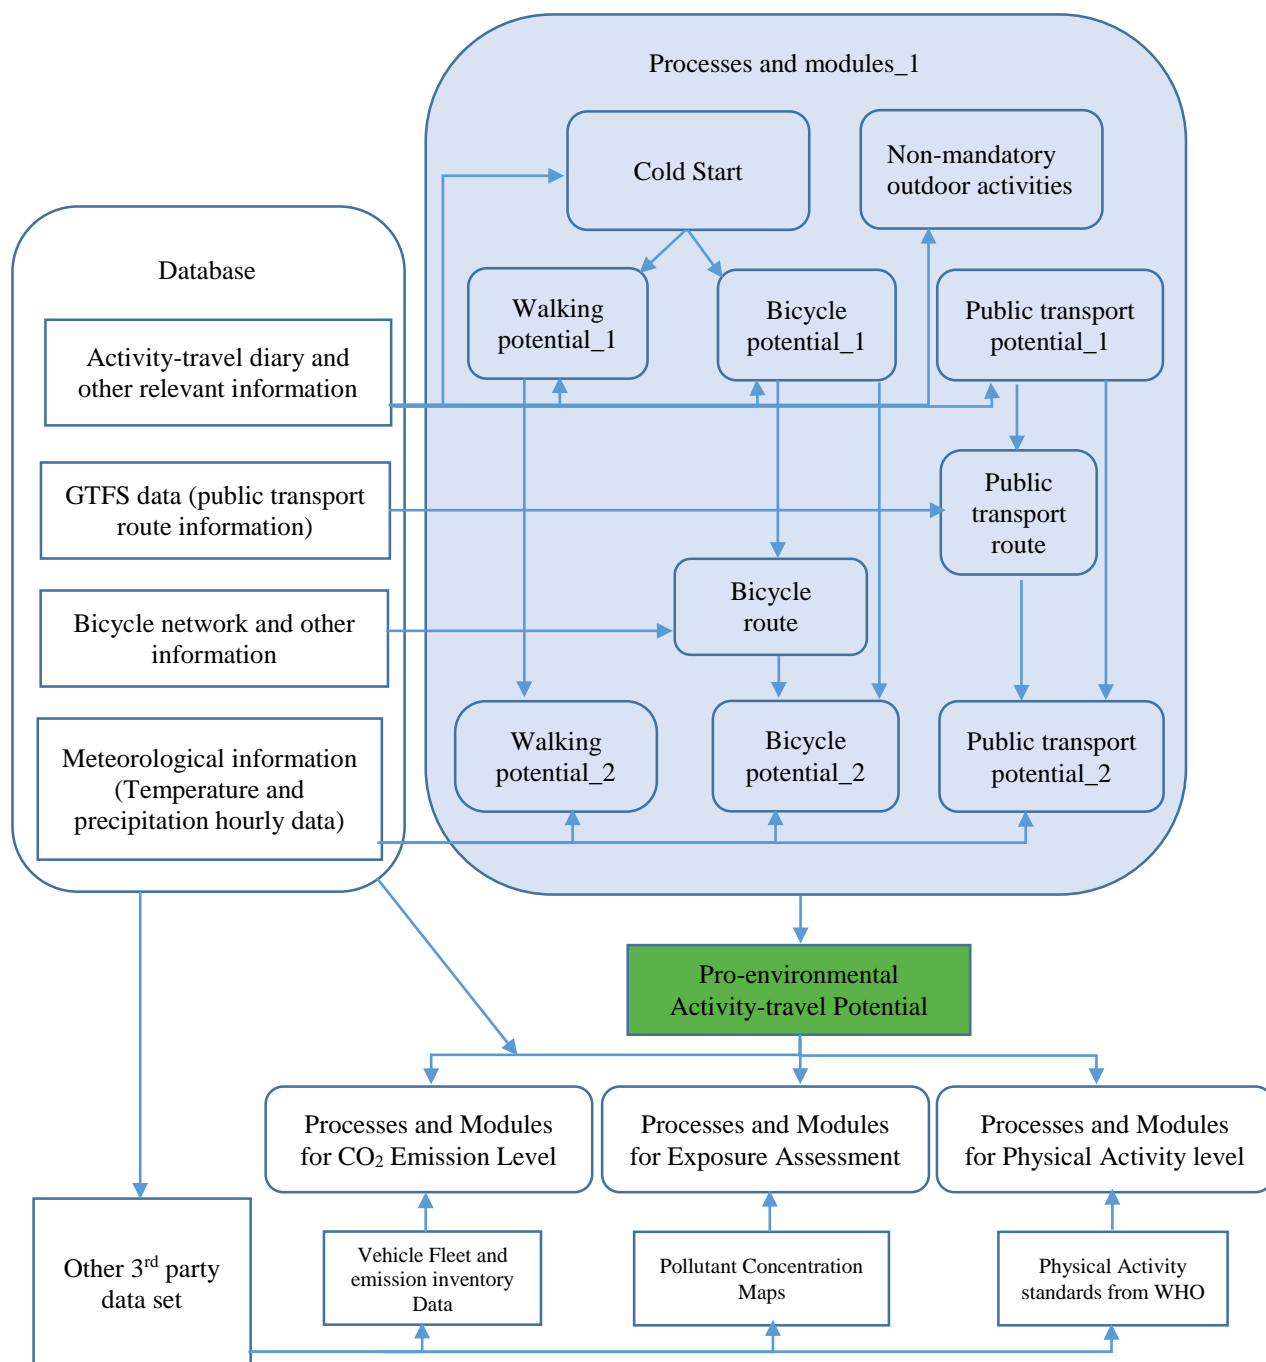 Processes and modules_1
Cold Start
Non-mandatory
outdoor activities
Database
Walking
potential_1
Bicycle
potential_1
Public transport
potential_1
Activity-travel diary and
other relevant information
GTFS data (public transport
route information)
Public
transport
route
Bicycle network and other
information
Bicycle
route
Meteorological information
(Temperature and
precipitation hourly data)
Walking
potential_2
Bicycle
potential_2
Public transport
potential_2
Pro-environmental
Activity-travel Potential
Processes and Modules
for CO₂ Emission Level
Processes and Modules
for Exposure Assessment
Processes and Modules
for Physical Activity level
Other 3rd party
data set
Vehicle Fleet and
emission inventory
Data
Pollutant Concentration
Maps
Physical Activity
standards from WHO